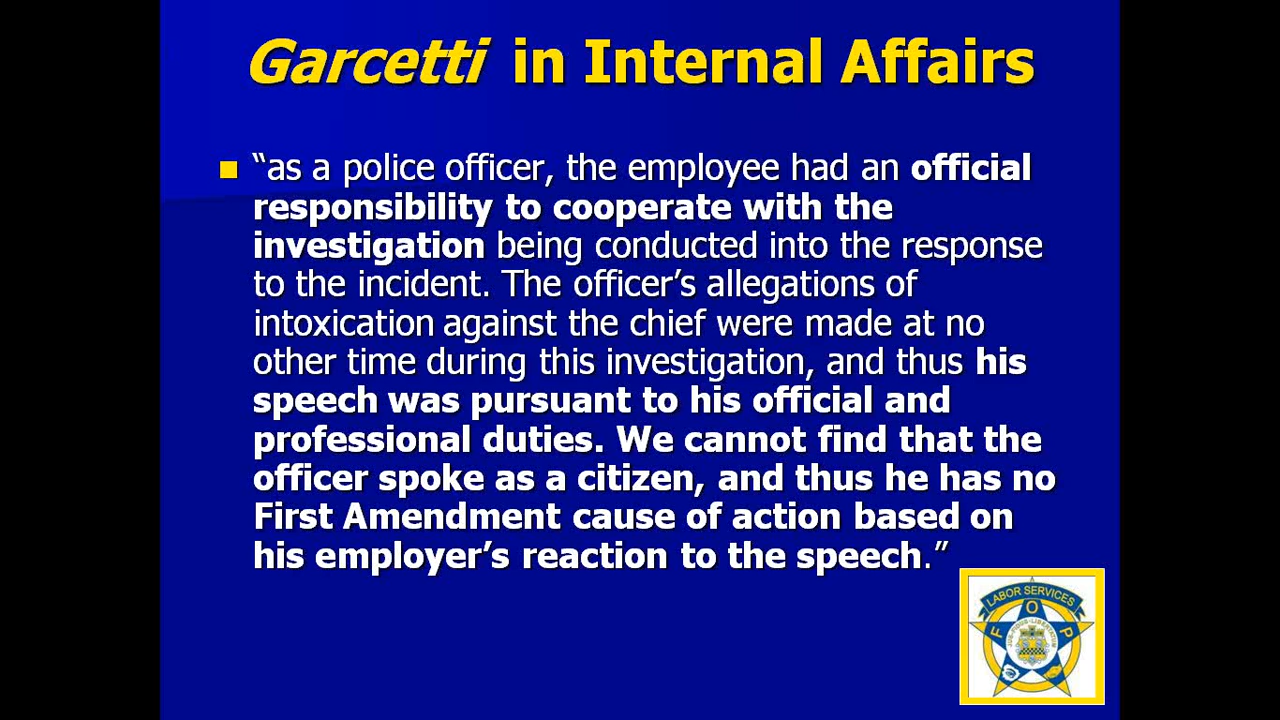 Garcetti in Internal Affairs
“as a police officer, the employee had an official
responsibility to cooperate with the
investigation being conducted into the response
to the incident. The officer’s allegations of
intoxication against the chief were made at no
other time during this investigation, and thus his
speech was pursuant to his official and
professional duties. We cannot find that the
officer spoke as a citizen, and thus he has no
First Amendment cause of action based on
his employer’s reaction to the speech.”
LABOR SERVICES
F O P